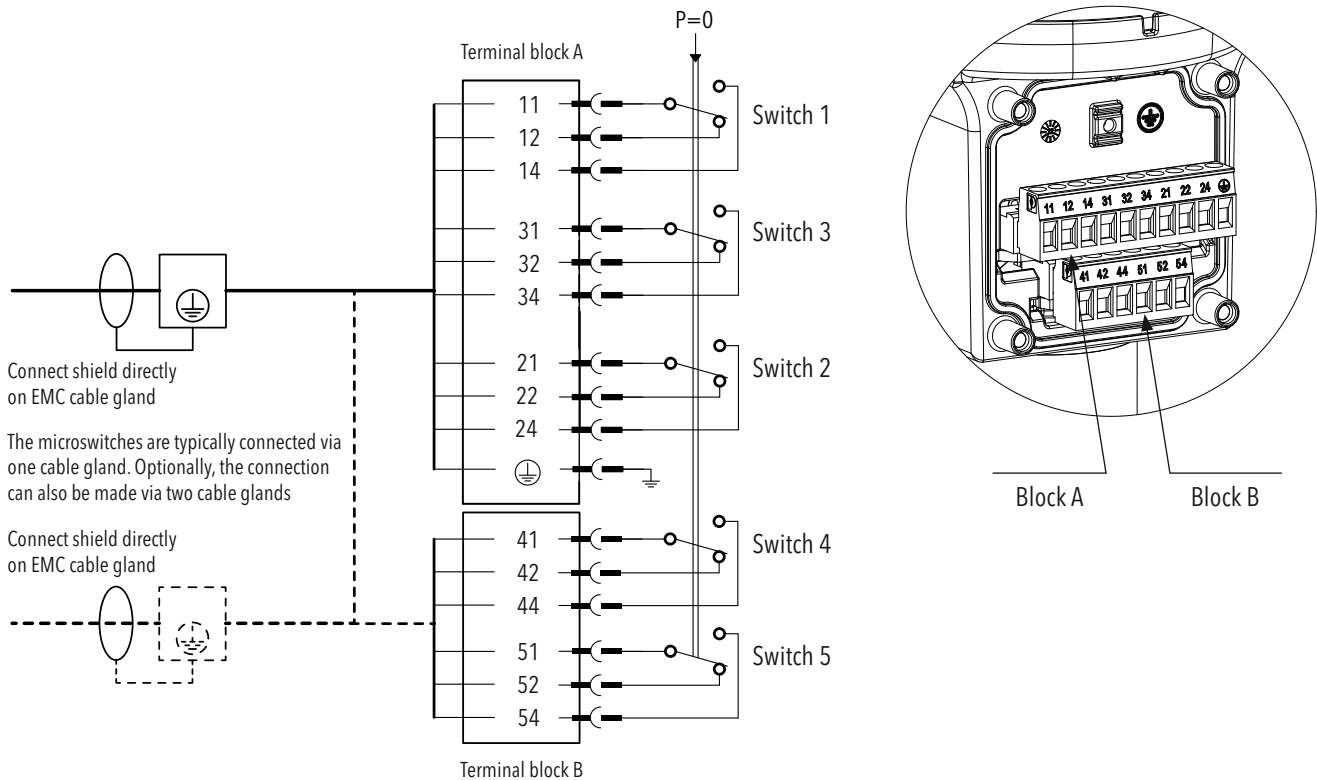 P=0
Terminal block A
11
12
14
Switch 1
31
32
34
Switch 3
21
22
24
Switch 2
Connect shield directly
on EMC cable gland
The microswitches are typically connected via
one cable gland. Optionally, the connection
can also be made via two cable glands
Connect shield directly
on EMC cable gland
41
42
44
Switch 4
51
52
54
Switch 5
Terminal block B
11 12 14 31 32 34 21 22 24
41 42 44 51 52 54
Block A
Block B